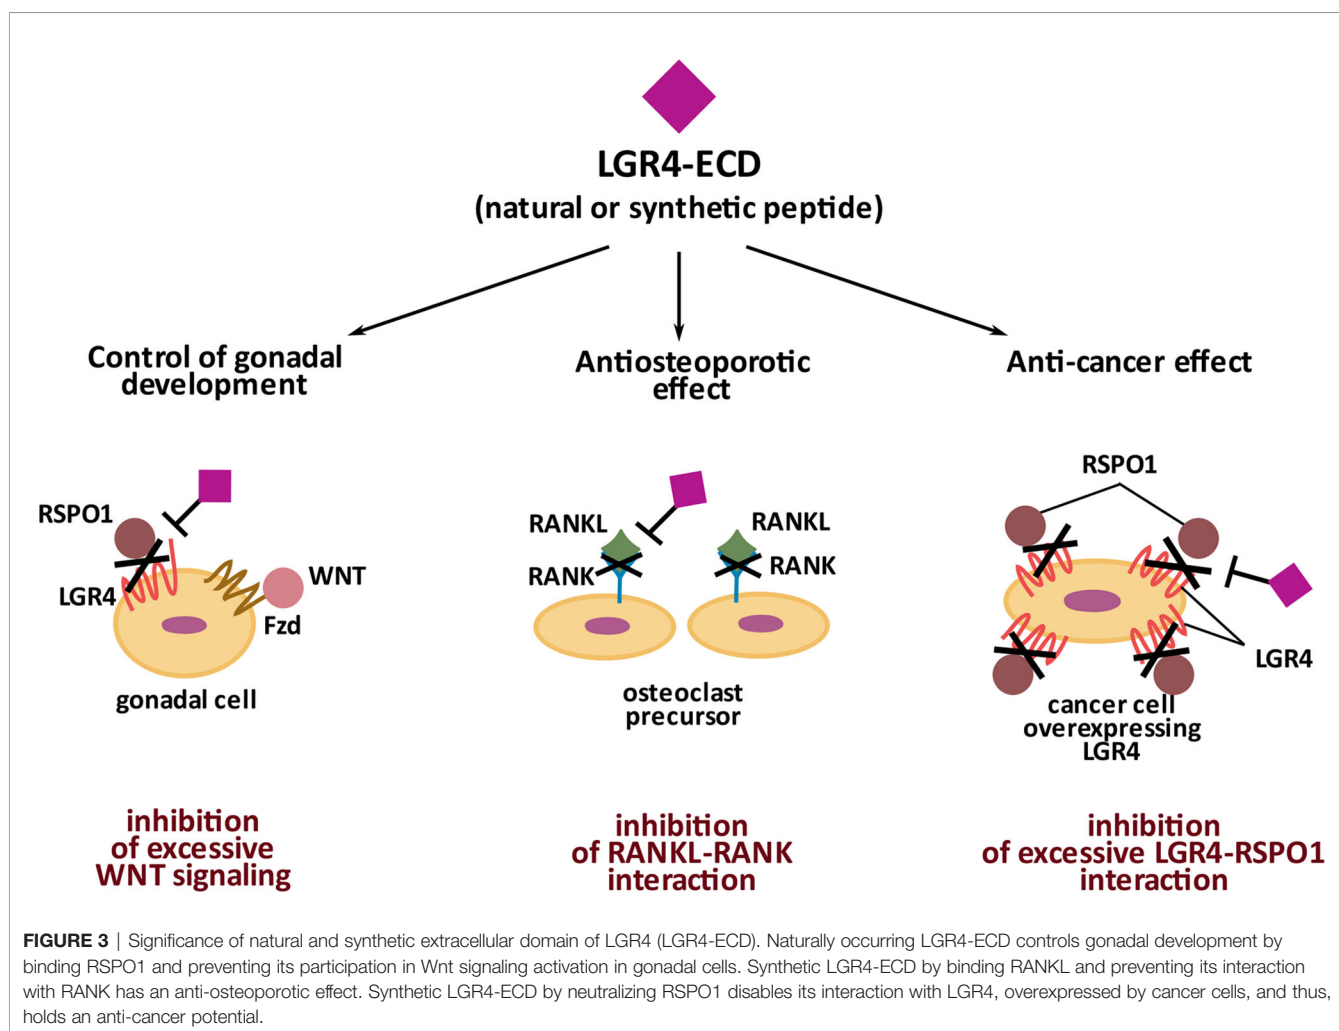 LGR4-ECD
(natural or synthetic peptide)
Control of gonadal
development
Antiosteoporotic
effect
Anti-cancer effect
RSPO1
LGR4
WNT
Fzd
gonadal cell
RANKL
RANK
RANKL
RANK
osteoclast
precursor
RSPO1
LGR4
cancer cell
overexpressing
LGR4
inhibition
of excessive
WNT signaling
inhibition
of RANKL-RANK
interaction
inhibition
of excessive LGR4-RSPO1
interaction
FIGURE 3 | Significance of natural and synthetic extracellular domain of LGR4 (LGR4-ECD). Naturally occurring LGR4-ECD controls gonadal development by
binding RSPO1 and preventing its participation in Wnt signaling activation in gonadal cells. Synthetic LGR4-ECD by binding RANKL and preventing its interaction
with RANK has an anti-osteoporotic effect. Synthetic LGR4-ECD by neutralizing RSPO1 disables its interaction with LGR4, overexpressed by cancer cells, and thus,
holds an anti-cancer potential.